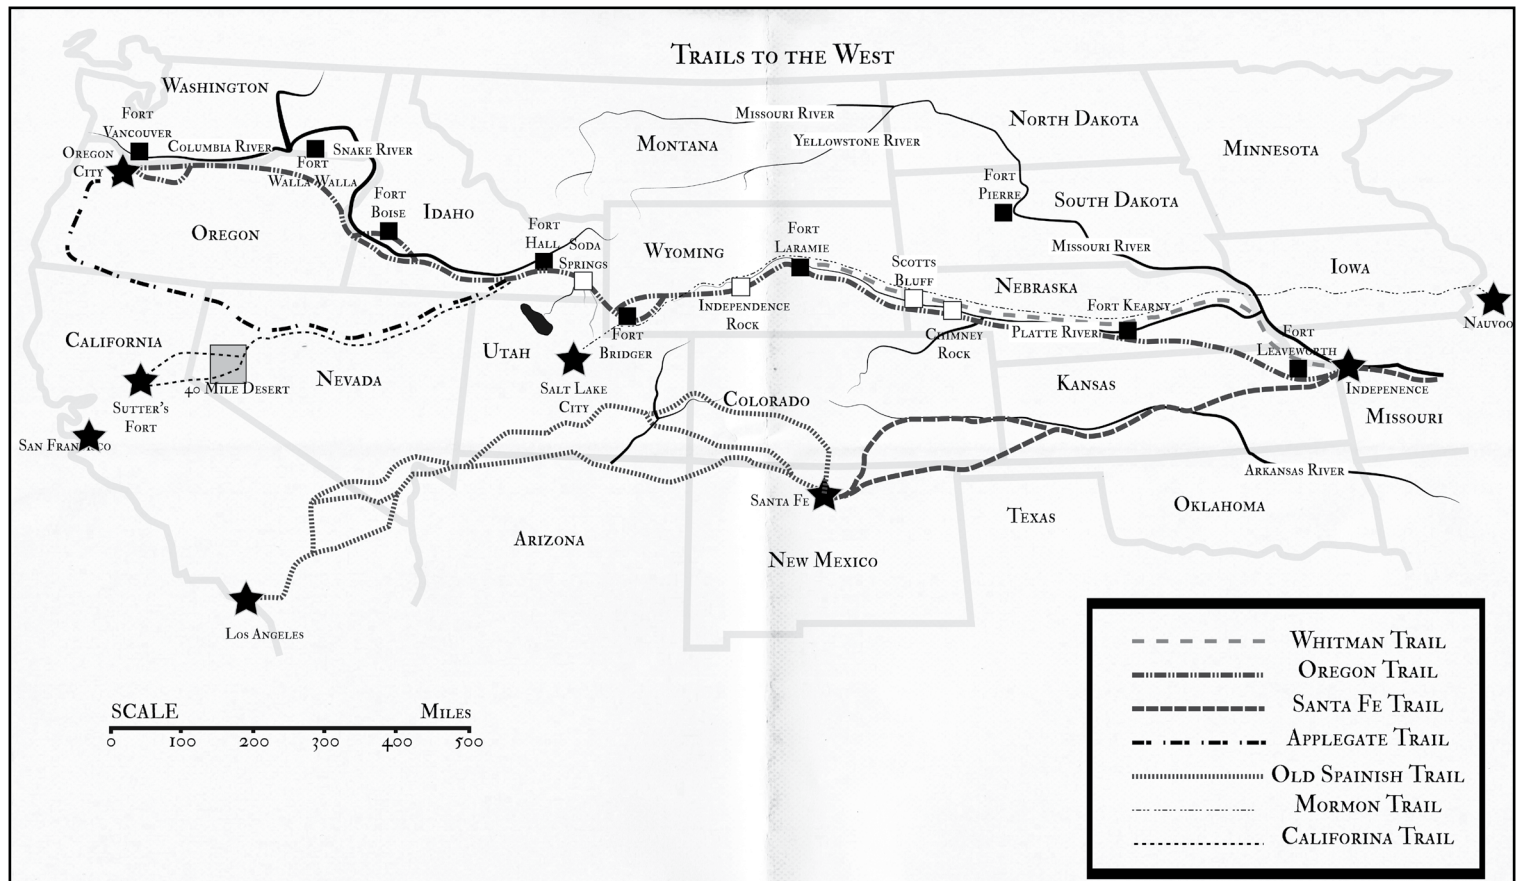 Trails to the West
Washington
Fort
Vancouver
Columbia River
Oregon
City
Fort
Walla Walla
Snake River
Fort
Boise
Idaho
Oregon
Montana
Missouri River
Yellowstone River
North Dakota
Minnesota
Fort
Pierre
South Dakota
Missouri River
Fort
Hall
Soda
Springs
Wyoming
Fort
Laramie
Scotts
Bluff
Nebraska
Iowa
Fort Kearny
Nauvoo
Independence
Rock
Fort
Bridger
Chimney
Rock
Platte River
Fort
Leaveworth
Indepenence
Missouri
California
Utah
Nevada
40 Mile Desert
Sutter's
Fort
San Francisco
Salt Lake
City
Colorado
Kansas
Arkansas River
Santa Fe
Oklahoma
Texas
Arizona
New Mexico
Los Angeles
SCALE Miles
0 100 200 300 400 500
Whitman Trail
Oregon Trail
Santa Fe Trail
Applegate Trail
Old Spainish Trail
Mormon Trail
Califorina Trail